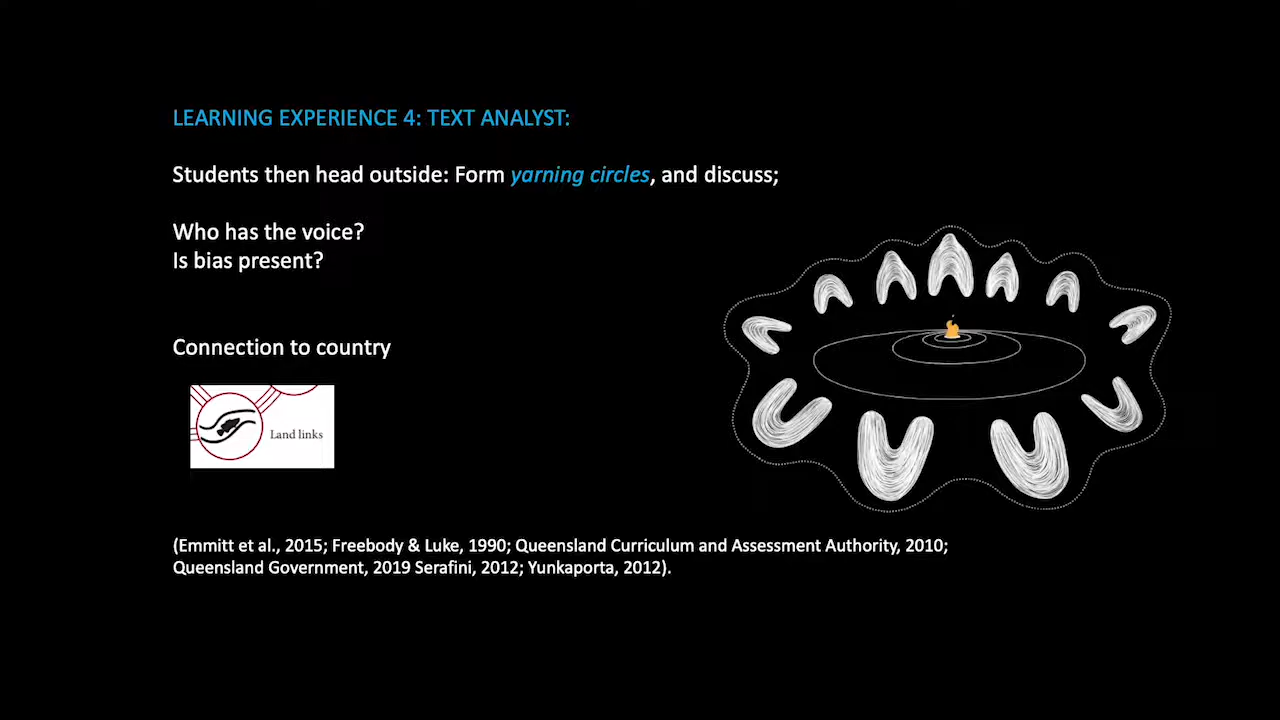 LEARNING EXPERIENCE 4: TEXT ANALYST:
Students then head outside: Form yarning circles, and discuss;
Who has the voice?
Is bias present?
Connection to country
Land links
(Emmitt et al., 2015; Freebody & Luke, 1990; Queensland Curriculum and Assessment Authority, 2010;
Queensland Government, 2019 Serafini, 2012; Yunkaporta, 2012).